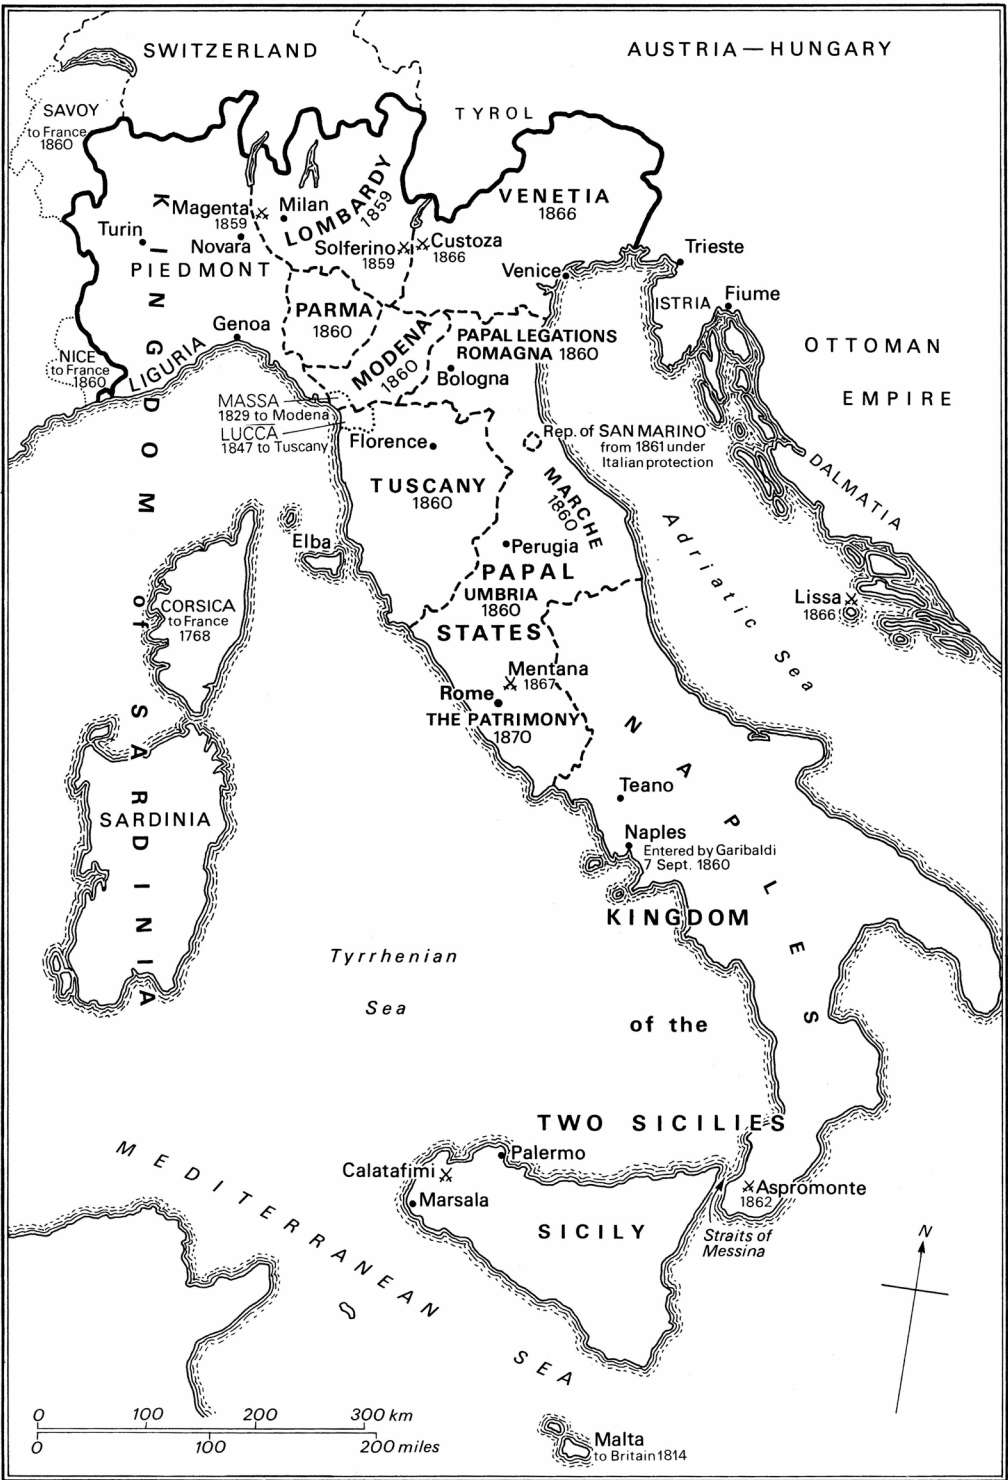 SWITZERLAND
AUSTRIA—HUNGARY
SAVOY
to France
1860
TYROL
VENETIA
1866
LOMBARDY
1859
Magenta
1859
Milan
Turin
Novara
Solferino
1859
Custoza
1866
Trieste
Venice
PIEDMONT
KINGDOM of SARDINIA
ISTRIA
Fiume
PARMA
1860
MODENA
1860
PAPAL LEGATIONS
ROMAGNA 1860
Genoa
LIGURIA
NICE
to France
1860
Bologna
OTTOMAN
EMPIRE
MASSA
1829 to Modena
LUCCA
1847 to Tuscany
Florence
Rep. of SAN MARINO
from 1861 under
Italian protection
DALMATIA
TUSCANY
1860
MARCHE
1860
Adriatic Sea
Elba
Perugia
PAPAL
UMBRIA
1860
STATES
CORSICA
to France
1768
Lissa
1866
Mentana
1867
Rome
THE PATRIMONY
1870
NAPLES
Teano
Naples
Entered by Garibaldi
7 Sept. 1860
SARDINIA
KINGDOM
of the
TWO SICILIES
Tyrrhenian
Sea
MEDITERRANEAN SEA
Calatafimi
Palermo
Marsala
Aspromonte
1862
SICILY
Straits of
Messina
N
0 100 200 300 km
0 100 200 miles
Malta
to Britain 1814